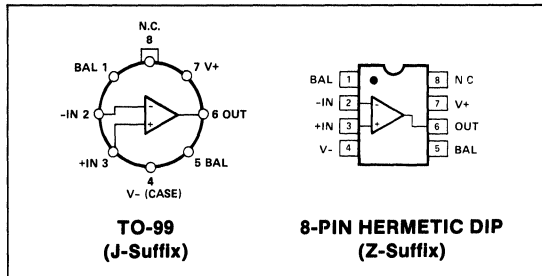 N.C.
8
BAL 1
7 V+
-IN 2
-
+
6 OUT
+IN 3
5 BAL
4
V- (CASE)
TO-99
(J-Suffix)
BAL 1
8 N C
-IN 2
-
7 V+
+IN 3
+
6 OUT
V- 4
5 BAL
8-PIN HERMETIC DIP
(Z-Suffix)